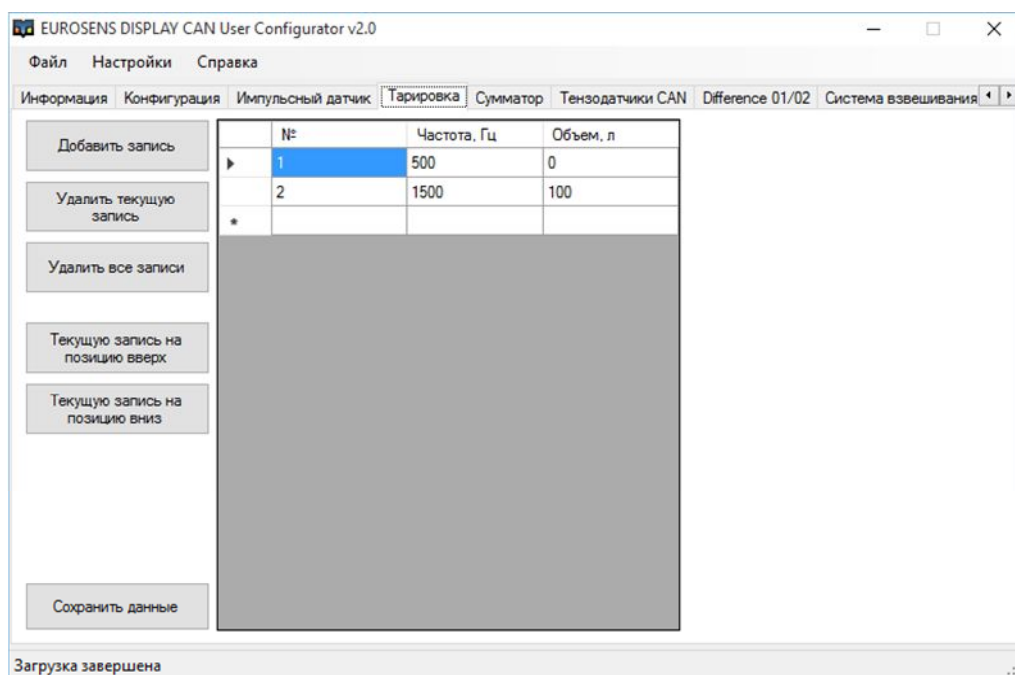 EUROSENS DISPLAY CAN User Configurator v2.0
Файл Настройки Справка
Информация Конфигурация Импульсный датчик Тарировка Сумматор Тензодатчики CAN Difference 01/02 Система взвешивания
Добавить запись
Удалить текущую
запись
Удалить все записи
Текущую запись на
позицию вверх
Текущую запись на
позицию вниз
Сохранить данные
№ Частота, Гц Объем, л
1 500 0
2 1500 100
*
Загрузка завершена